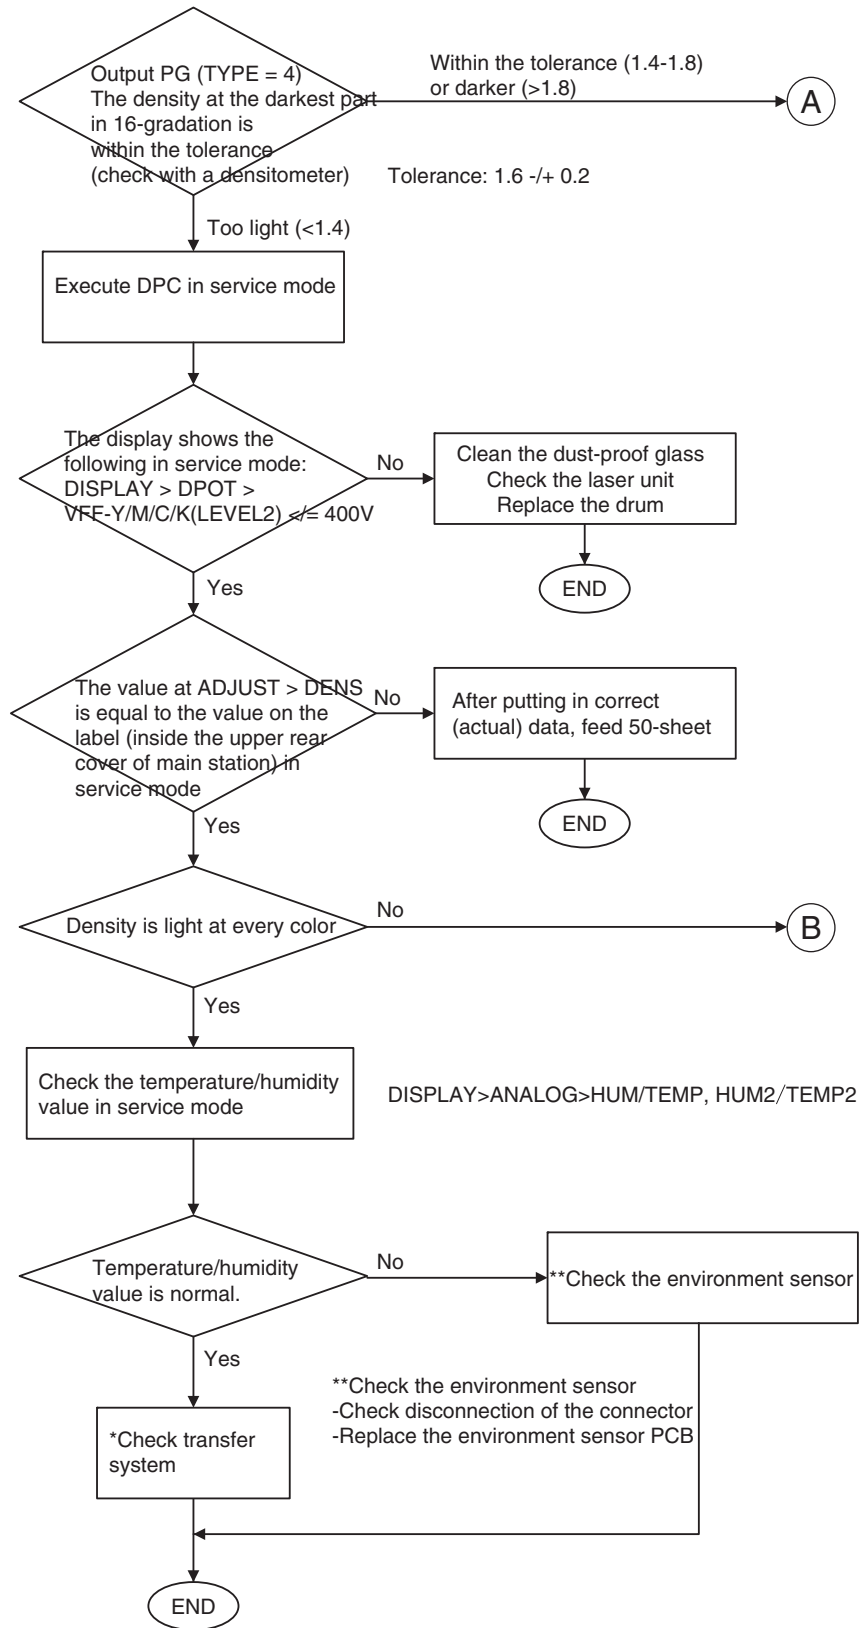 Output PG (TYPE = 4)
The density at the darkest part
in 16-gradation is
within the tolerance
(check with a densitometer)
Within the tolerance (1.4-1.8)
or darker (>1.8)
A
Tolerance: 1.6 -/+ 0.2
Too light (<1.4)
Execute DPC in service mode
The display shows the
following in service mode:
DISPLAY > DPOT >
VFF-Y/M/C/K(LEVEL2) </= 400V
No
Clean the dust-proof glass
Check the laser unit
Replace the drum
END
Yes
The value at ADJUST > DENS
is equal to the value on the
label (inside the upper rear
cover of main station) in
service mode
No
After putting in correct
(actual) data, feed 50-sheet
END
Yes
Density is light at every color
No
B
Yes
Check the temperature/humidity
value in service mode
DISPLAY>ANALOG>HUM/TEMP, HUM2/TEMP2
Temperature/humidity
value is normal.
No
**Check the environment sensor
Yes
**Check the environment sensor
-Check disconnection of the connector
-Replace the environment sensor PCB
*Check transfer
system
END